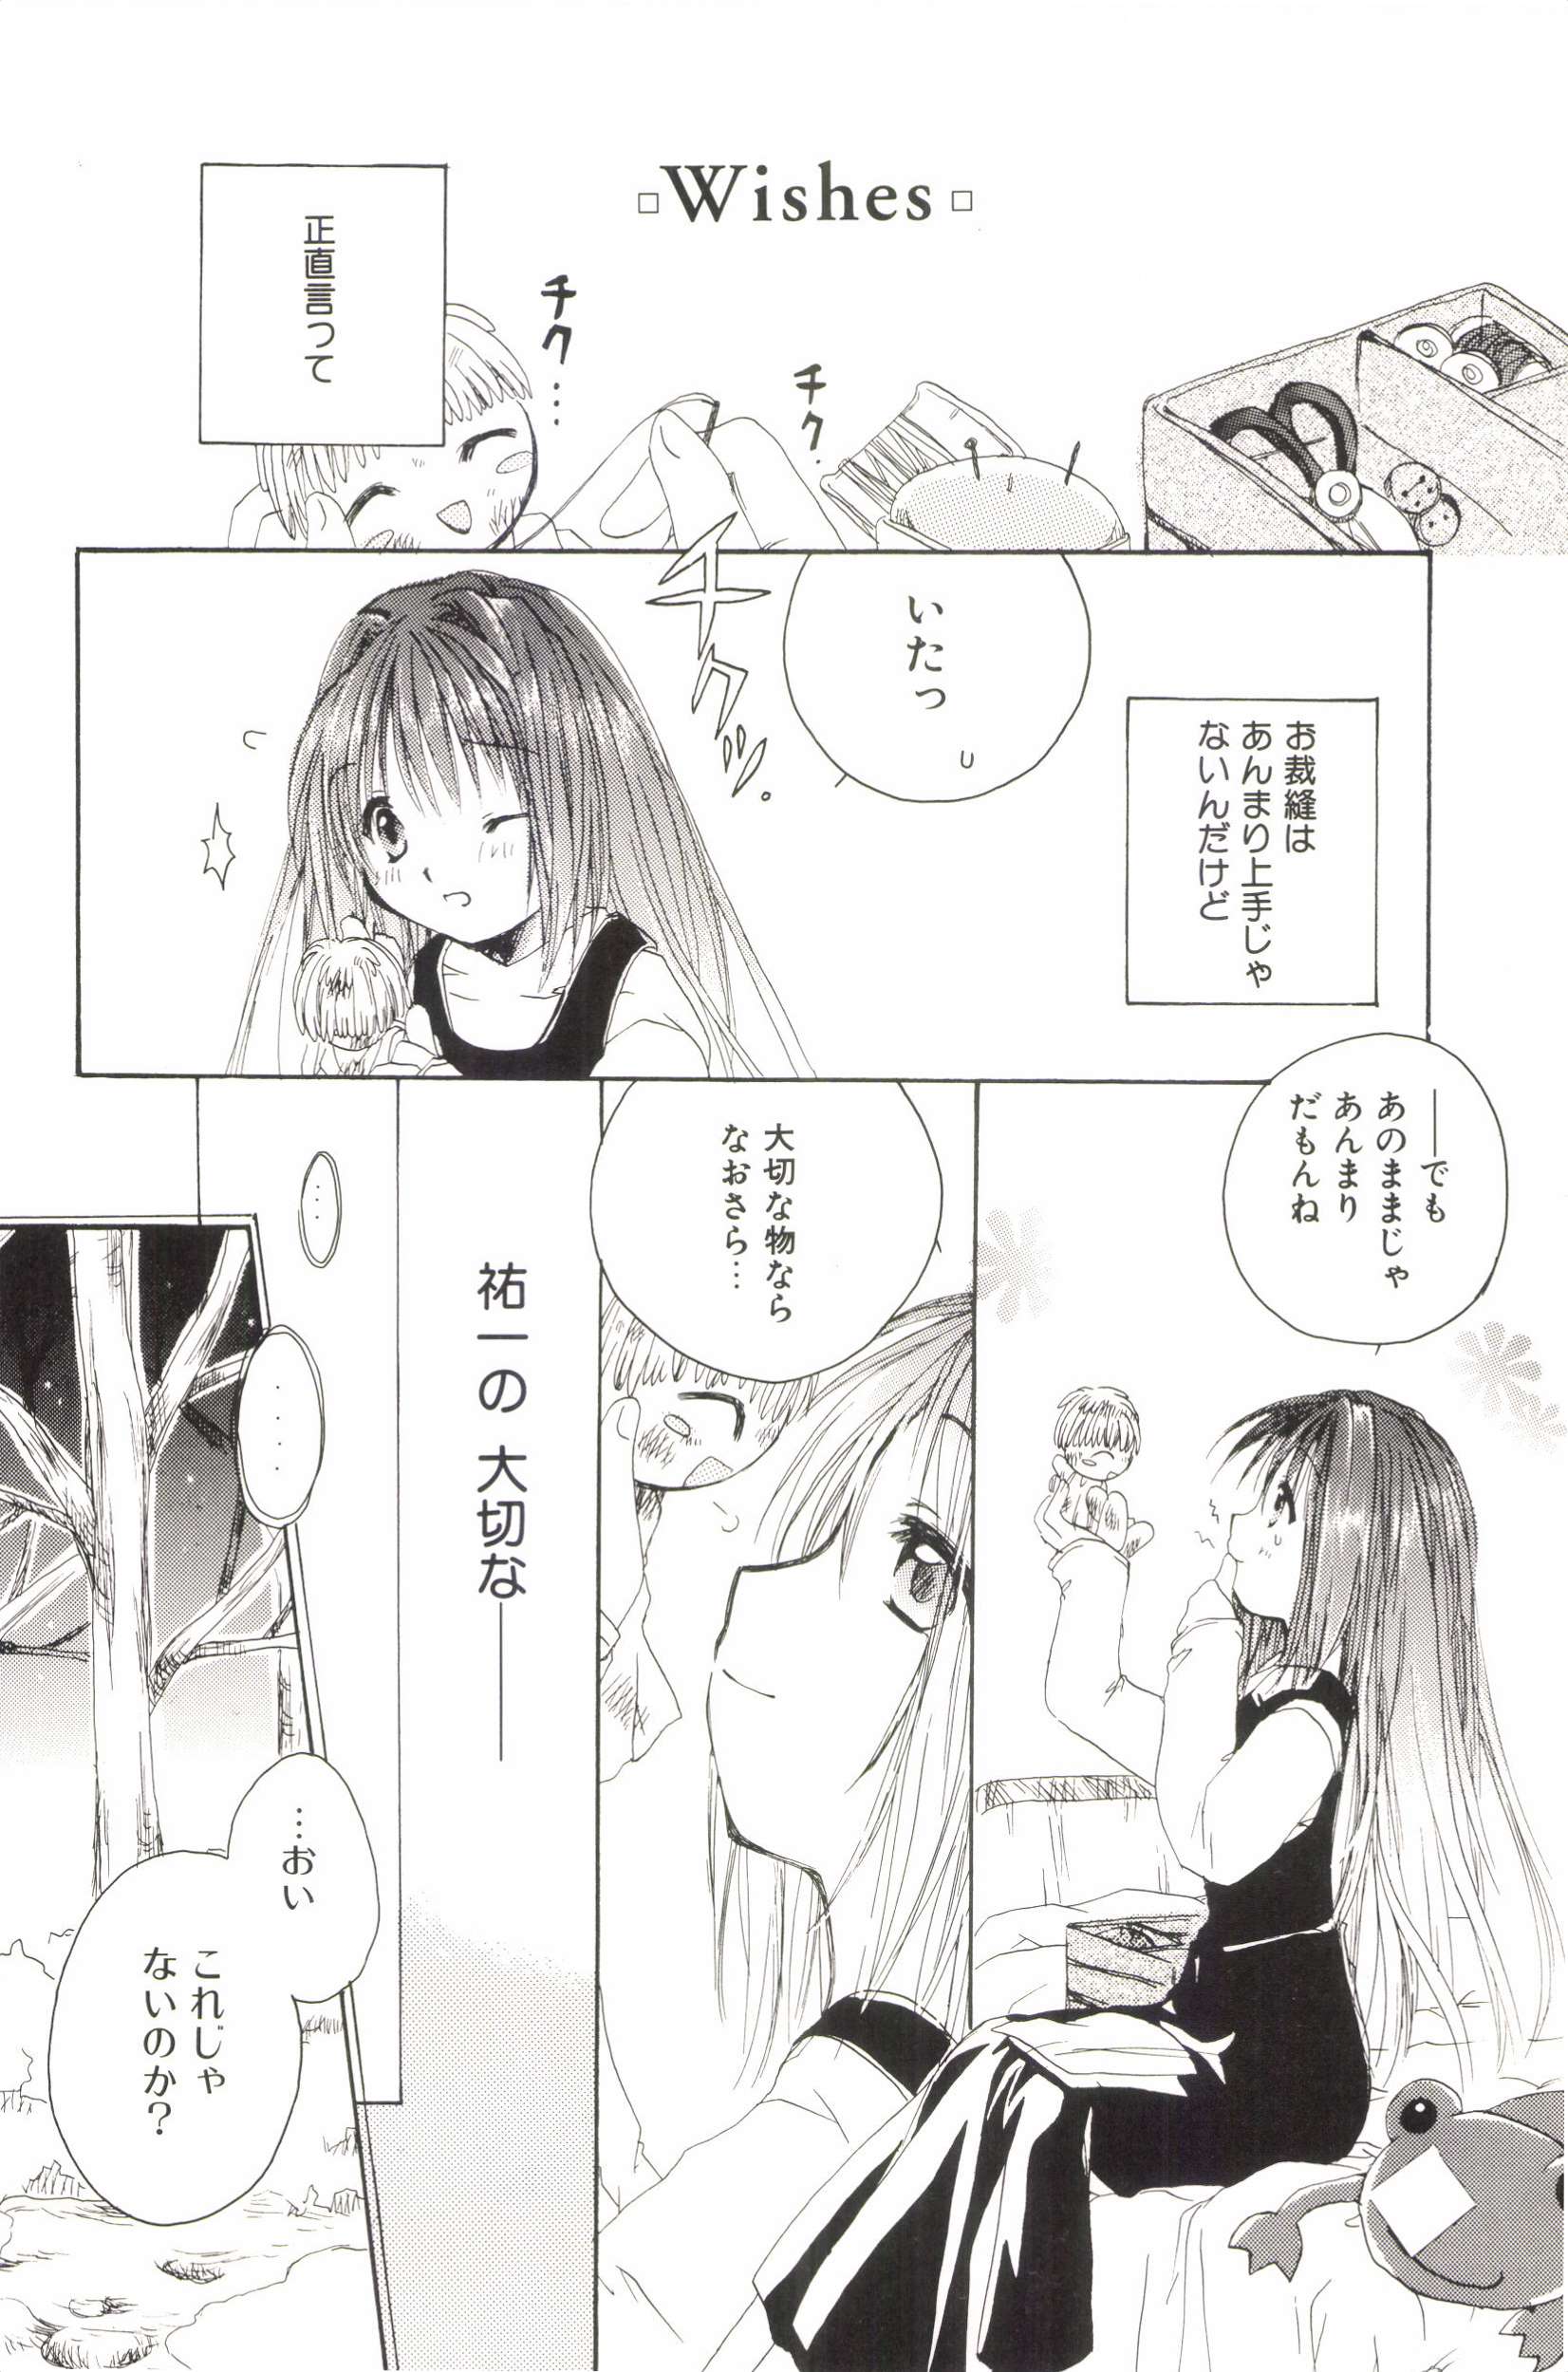 Wishes
正直言って
チク…
チク.
チクッ。
いたっ
お裁縫は
あんまり上手じゃ
ないんだけど
――でも
あのままじゃ
あんまり
だもんね
大切な物なら
なおさら…
祐一の 大切な――
…
‥‥
…おい
これじゃ
ないのか?